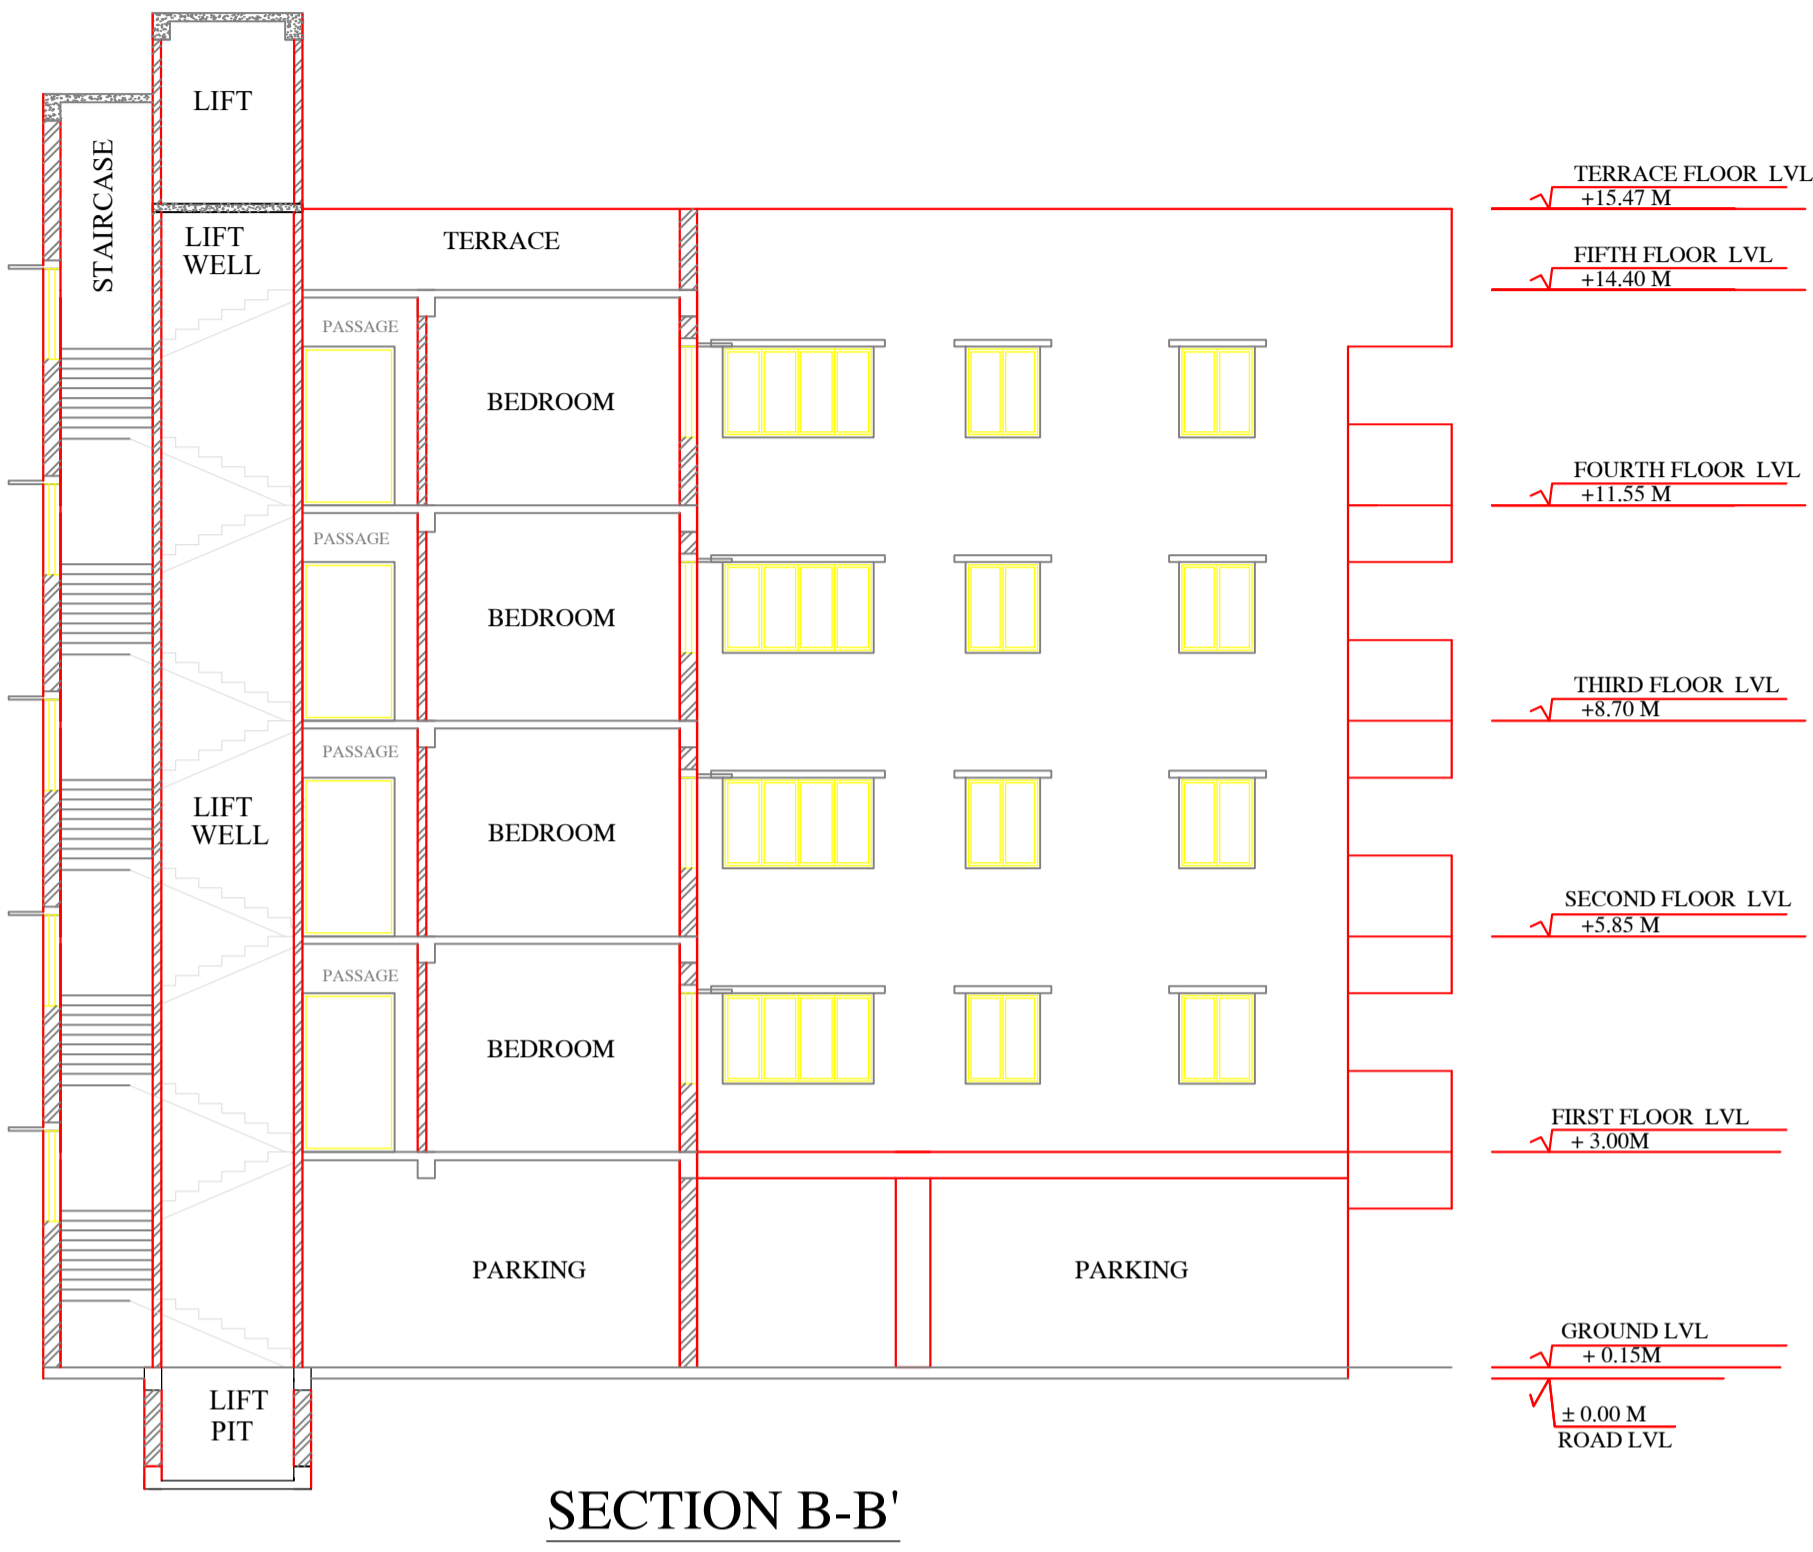 LIFT
STAIRCASE
TERRACE FLOOR LVL
+15.47 M
LIFT
WELL
TERRACE
FIFTH FLOOR LVL
+14.40 M
PASSAGE
BEDROOM
FOURTH FLOOR LVL
+11.55 M
PASSAGE
BEDROOM
THIRD FLOOR LVL
+8.70 M
PASSAGE
LIFT
WELL
BEDROOM
SECOND FLOOR LVL
+5.85 M
PASSAGE
BEDROOM
FIRST FLOOR LVL
+ 3.00M
PARKING
PARKING
GROUND LVL
+ 0.15M
LIFT
PIT
± 0.00 M
ROAD LVL
SECTION B-B'